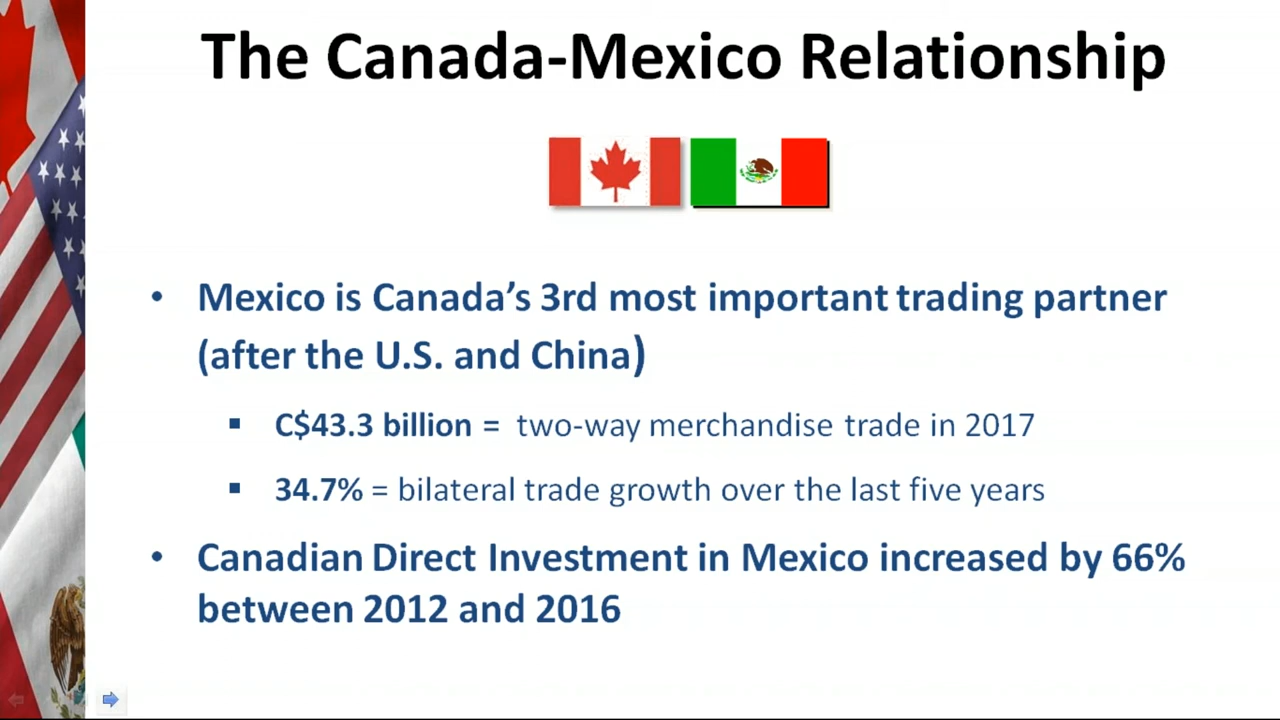 The Canada-Mexico Relationship
• Mexico is Canada’s 3rd most important trading partner
(after the U.S. and China)
▪ C$43.3 billion = two-way merchandise trade in 2017
▪ 34.7% = bilateral trade growth over the last five years
• Canadian Direct Investment in Mexico increased by 66%
between 2012 and 2016